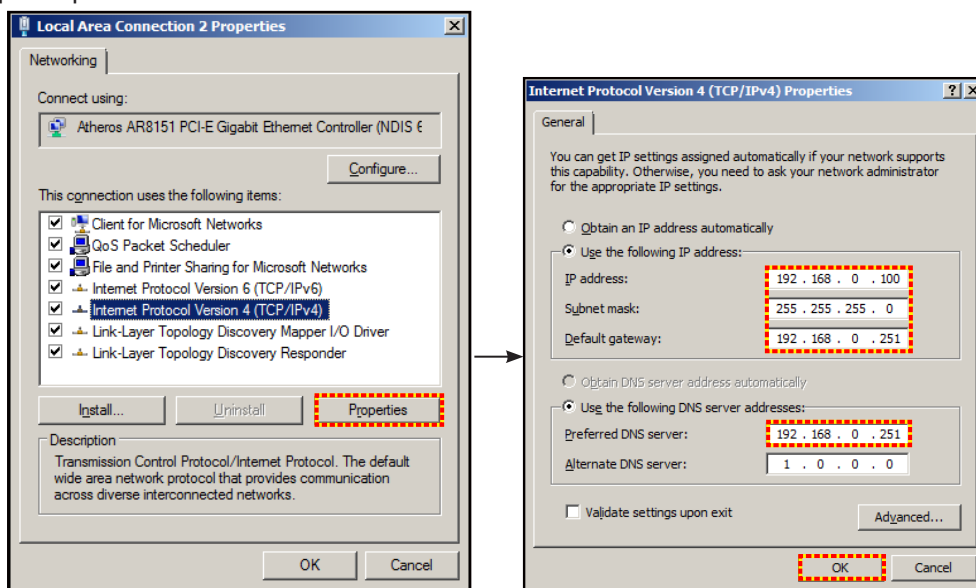 Local Area Connection 2 Properties
Networking
Connect using:
Atheros AR8151 PCI-E Gigabit Ethernet Controller (NDIS 6
Configure...
This connection uses the following items:
Client for Microsoft Networks
QoS Packet Scheduler
File and Printer Sharing for Microsoft Networks
Internet Protocol Version 6 (TCP/IPv6)
Internet Protocol Version 4 (TCP/IPv4)
Link-Layer Topology Discovery Mapper I/O Driver
Link-Layer Topology Discovery Responder
Install... Uninstall Properties
Description
Transmission Control Protocol/Internet Protocol. The default
wide area network protocol that provides communication
across diverse interconnected networks.
OK Cancel
Internet Protocol Version 4 (TCP/IPv4) Properties
General
You can get IP settings assigned automatically if your network supports
this capability. Otherwise, you need to ask your network administrator
for the appropriate IP settings.
Obtain an IP address automatically
Use the following IP address:
IP address: 192 . 168 . 0 . 100
Subnet mask: 255 . 255 . 255 . 0
Default gateway: 192 . 168 . 0 . 251
Obtain DNS server address automatically
Use the following DNS server addresses:
Preferred DNS server: 192 . 168 . 0 . 251
Alternate DNS server: 1 . 0 . 0 . 0
Validate settings upon exit
Advanced...
OK Cancel